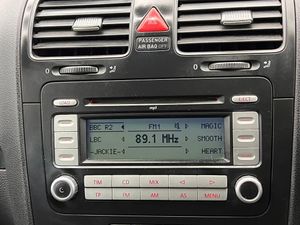 PASSENGER
AIR BAG OFF
LOAD
mp3
EJECT
BBC R2 FM1 MAGIC
LBC 89.1 MHz SMOOTH
-JACKIE- HEART
TIM CD MIX
TP FM AM AS MENU